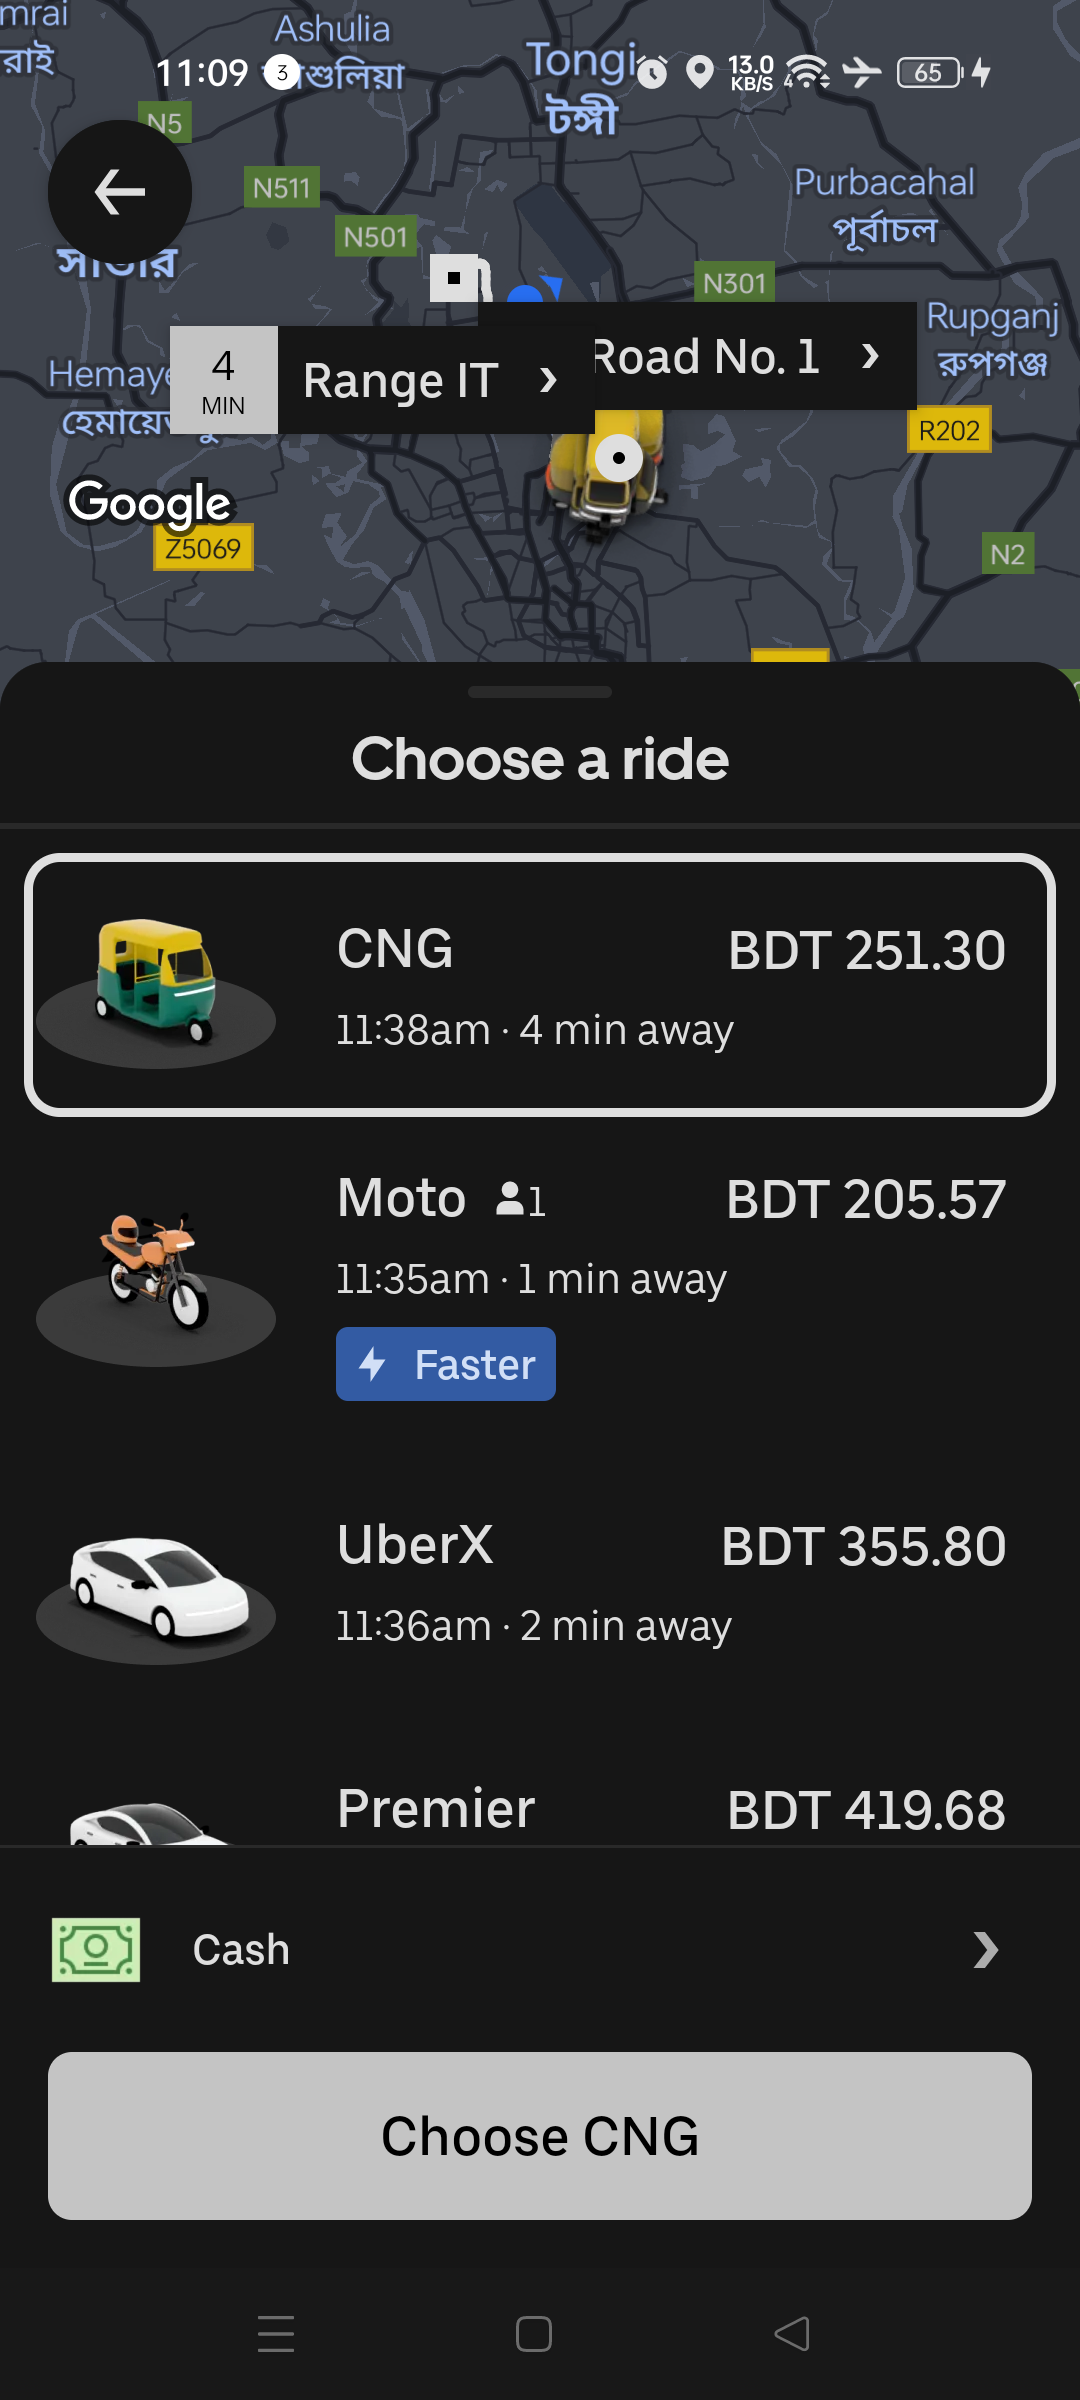 mrai
রাই
Ashulia
শুলিয়া
11:09
3
Tongi
টঙ্গী
13.0
KB/S
4
65
N5
N511
N501
Purbacahal
পূর্বাচল
N301
Road No. 1
Rupganj
রুপগঞ্জ
4
MIN
Range IT
R202
Google
Z5069
N2
Choose a ride
CNG
BDT 251.30
11:38am · 4 min away
Moto 1
BDT 205.57
11:35am · 1 min away
Faster
UberX
BDT 355.80
11:36am · 2 min away
Premier
BDT 419.68
Cash
Choose CNG